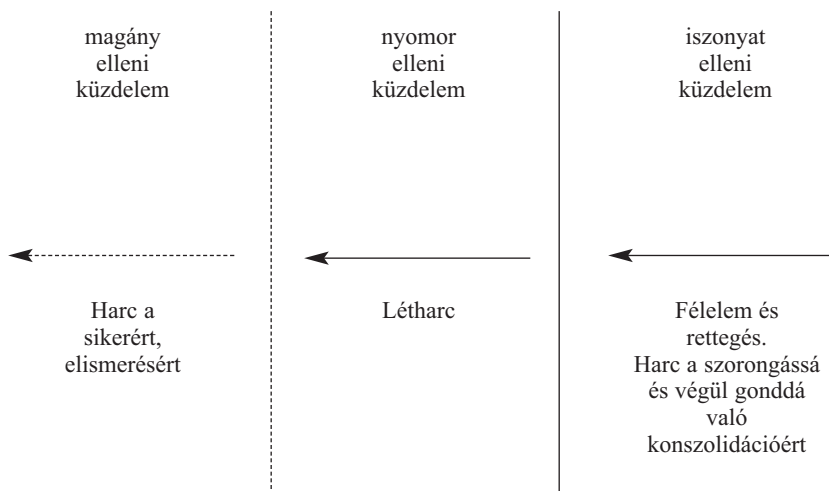 magány
elleni
küzdelem
nyomor
elleni
küzdelem
iszonyat
elleni
küzdelem
Harc a
sikerért,
elismerésért
Létharc
Félelem és
rettegés.
Harc a szorongássá
és végül gonddá
való
konszolidációért